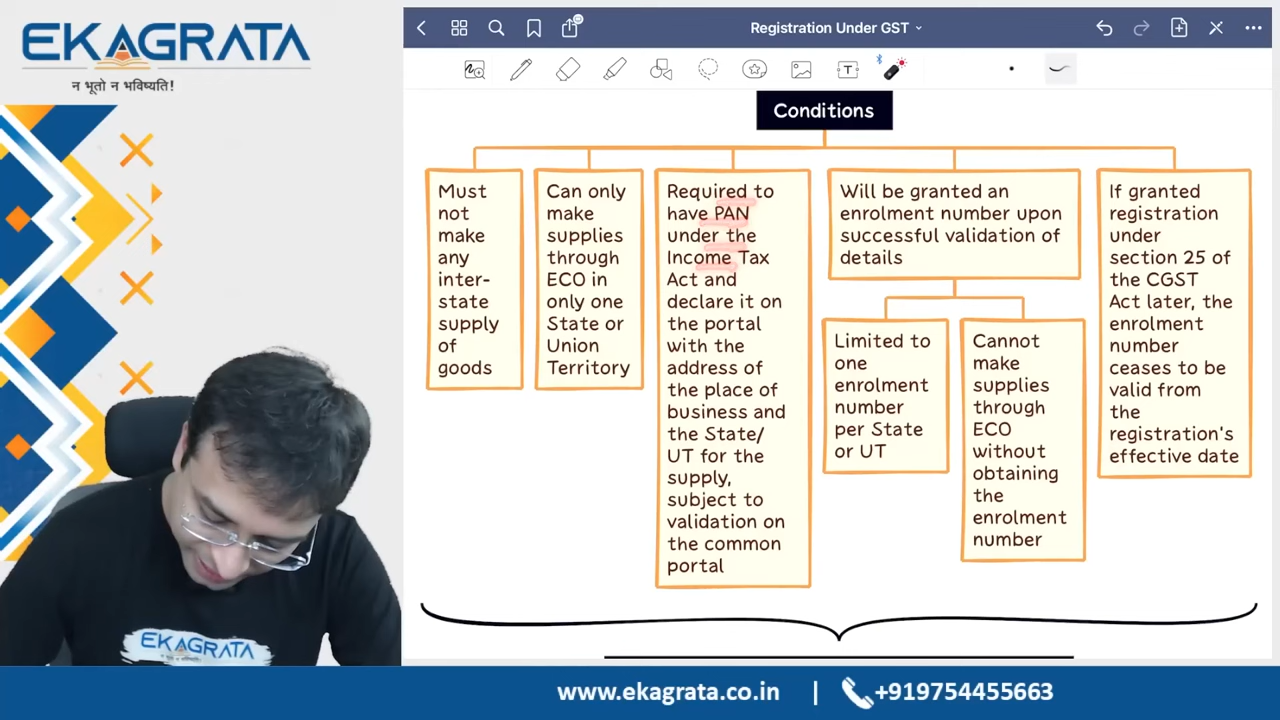 EKAGRATA
न भूतो न भविष्यति!
Registration Under GST
T
Conditions
Must
not
make
any
inter-
state
supply
of
goods
Can only
make
supplies
through
ECO in
only one
State or
Union
Territory
Required to
have PAN
under the
Income Tax
Act and
declare it on
the portal
with the
address of
the place of
business and
the State/
UT for the
supply,
subject to
validation on
the common
portal
Will be granted an
enrolment number upon
successful validation of
details
Limited to
one
enrolment
number
per State
or UT
Cannot
make
supplies
through
ECO
without
obtaining
the
enrolment
number
If granted
registration
under
section 25 of
the CGST
Act later, the
enrolment
number
ceases to be
valid from
the
registration's
effective date
EKAGRATA
www.ekagrata.co.in | +919754455663